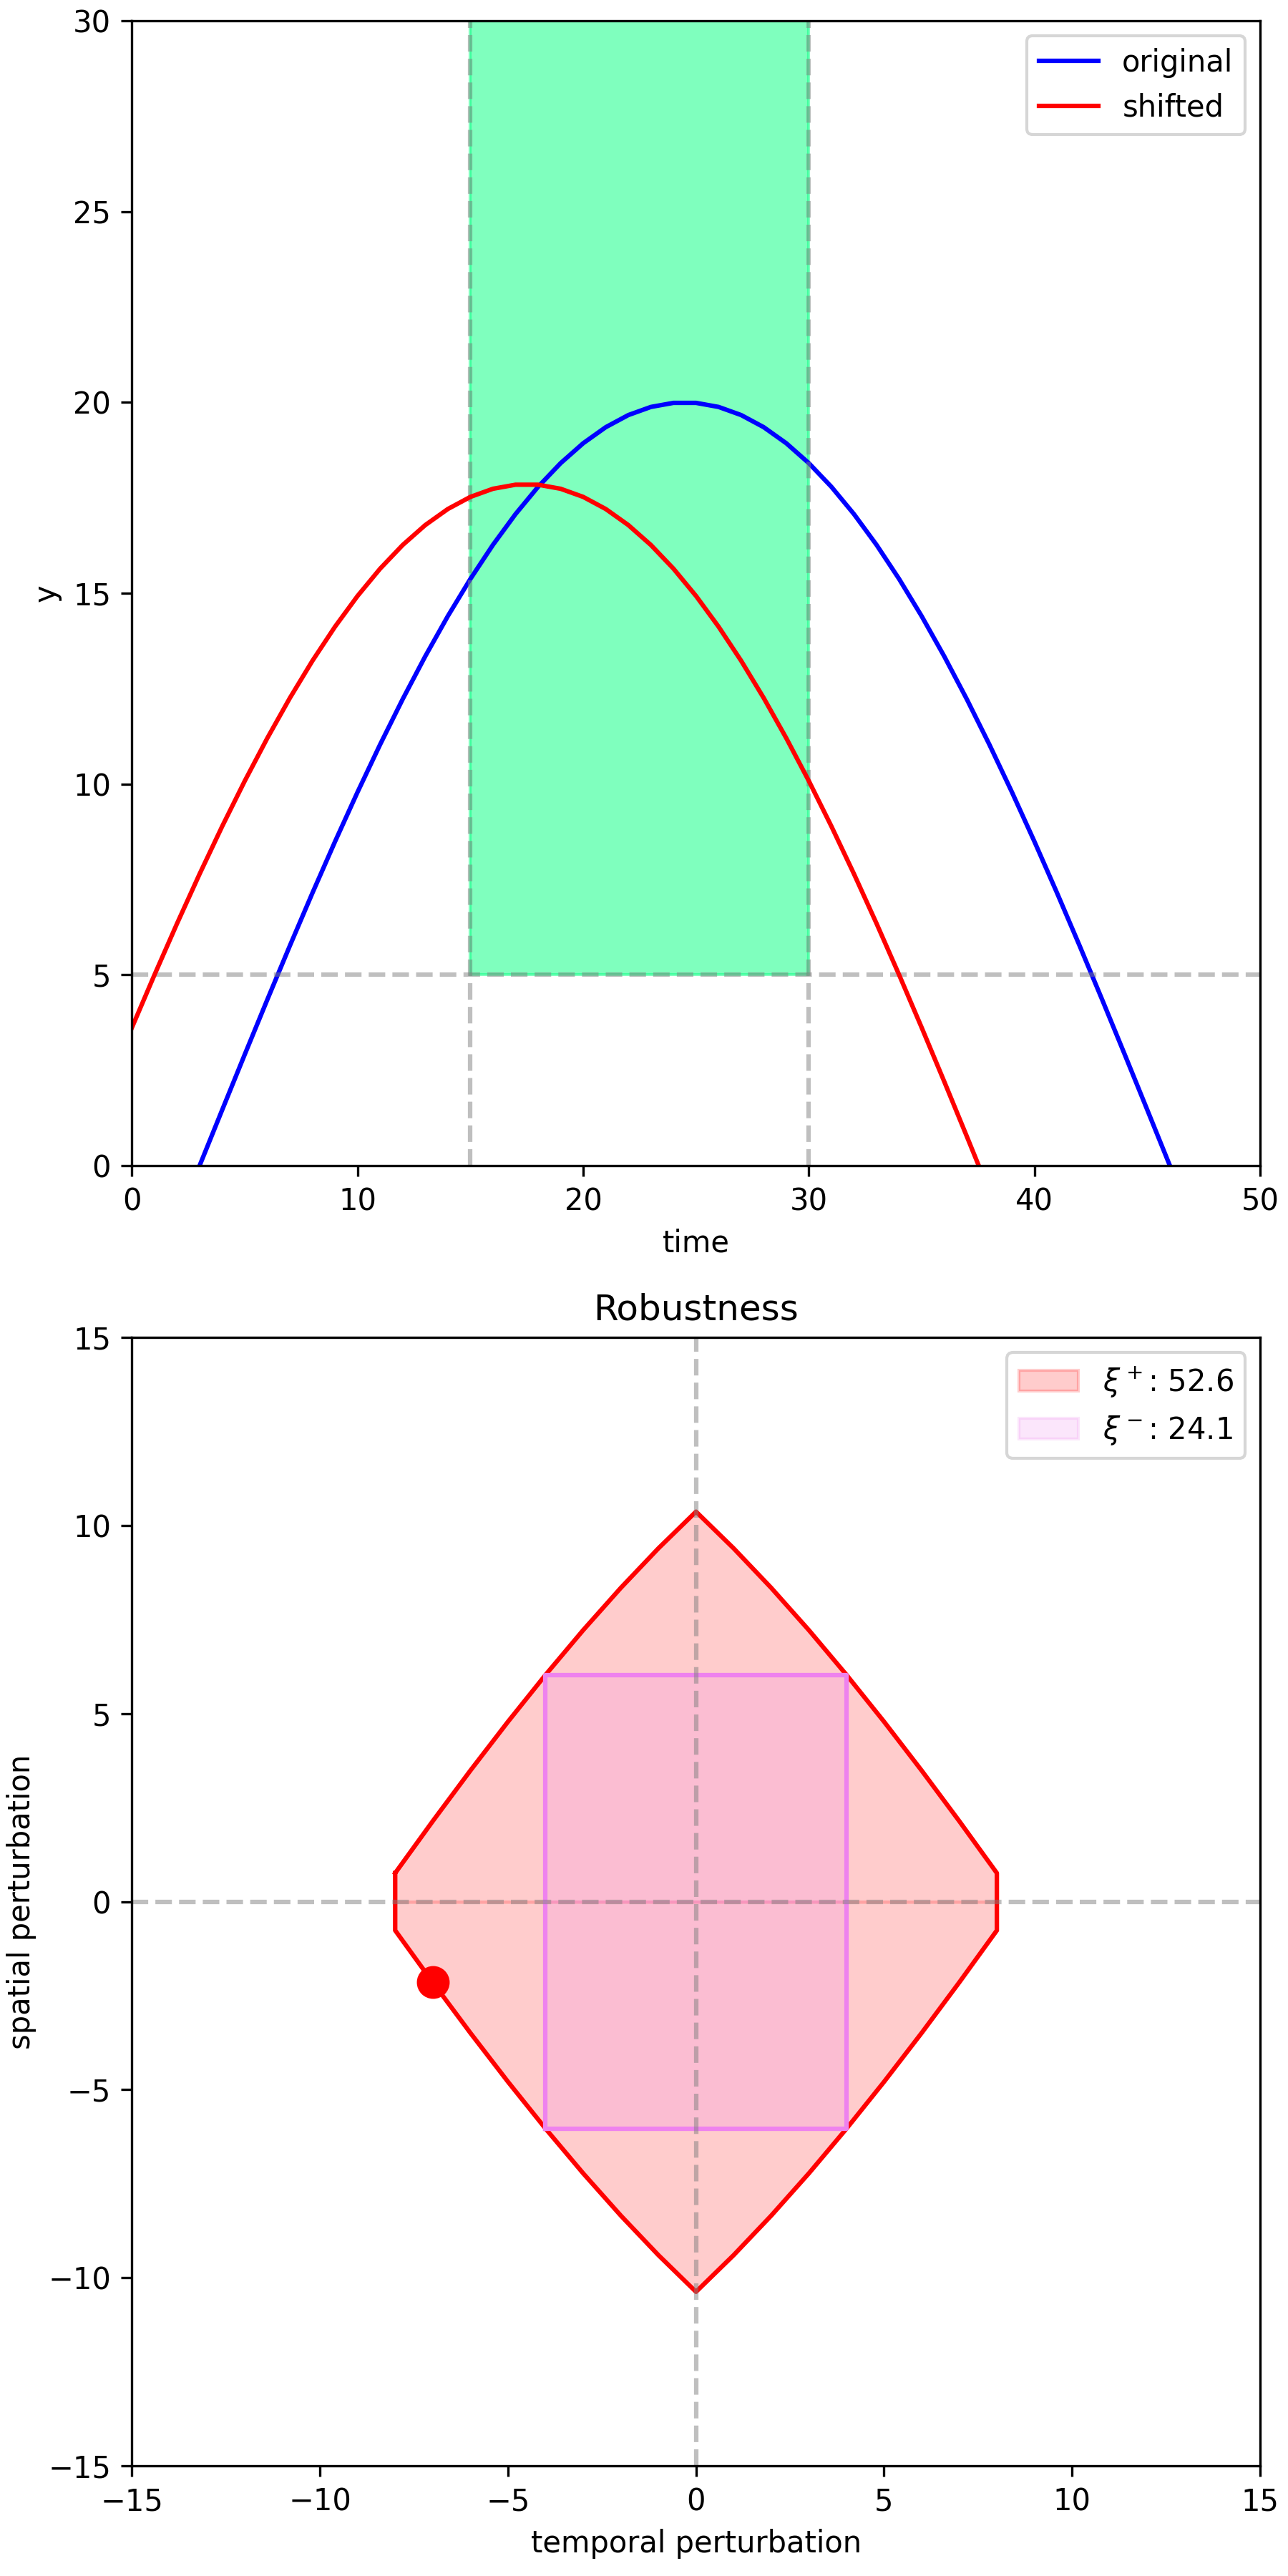 30
25
20
15
10
5
0
y
original
shifted
0 10 20 30 40 50
time
Robustness
15
10
5
0
−5
−10
−15
spatial perturbation
ξ⁺: 52.6
ξ⁻: 24.1
−15 −10 −5 0 5 10 15
temporal perturbation